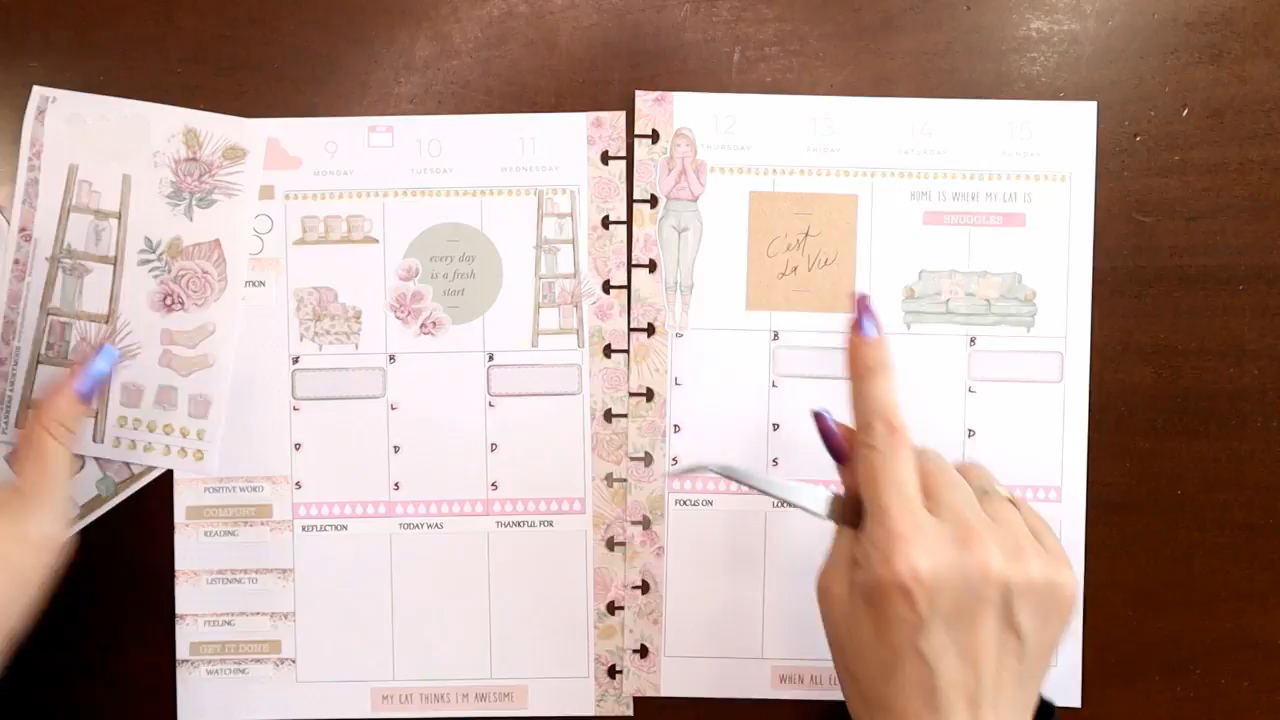 9
10
11
MONDAY
TUESDAY
WEDNESDAY
every day
is a fresh
start
B
B
B
L
L
L
D
D
D
S
S
S
POSITIVE WORD
COMFORT
READING
LISTENING TO
FEELING
GET IT DONE
WATCHING
REFLECTION
TODAY WAS
THANKFUL FOR
MY CAT THINKS I'M AWESOME
PLANNERS ANONYMOUS
12
13
14
15
THURSDAY
FRIDAY
SATURDAY
SUNDAY
C'est
La Vie
HOME IS WHERE MY CAT IS
SNUGGLES
B
B
B
L
L
L
D
D
D
S
S
FOCUS ON
WHEN ALL